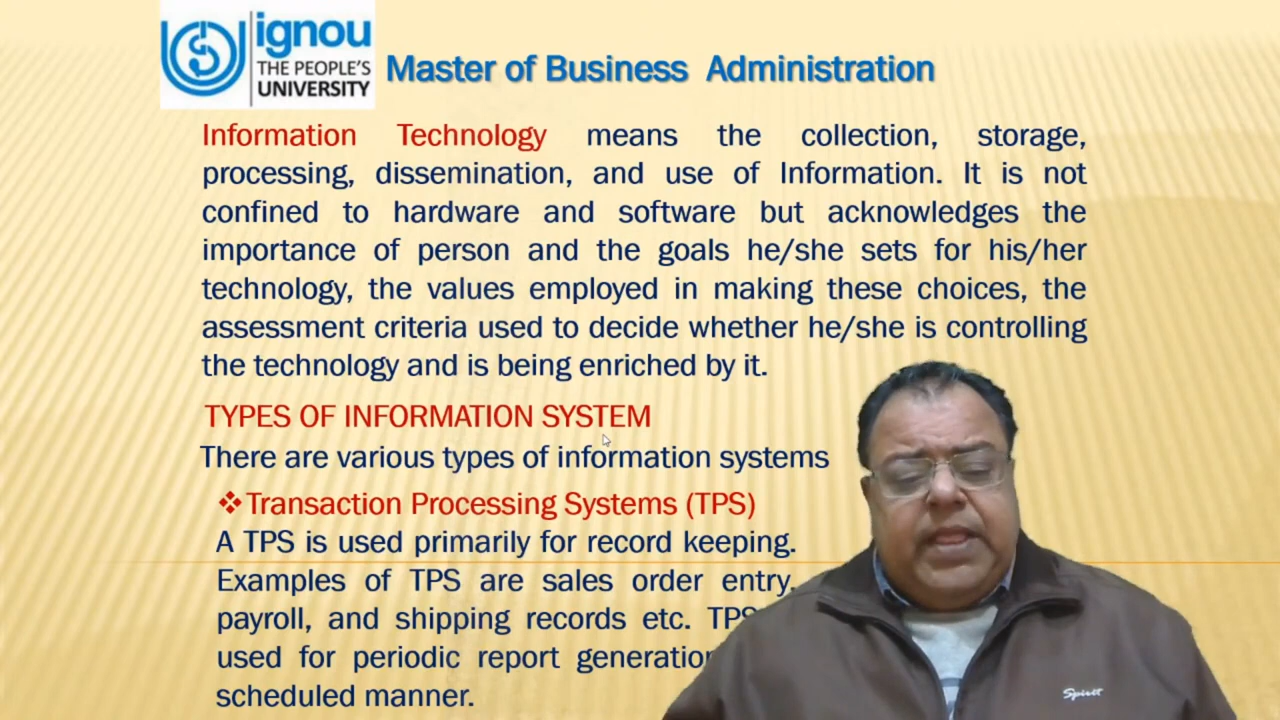 ignou
THE PEOPLE'S
UNIVERSITY
Master of Business Administration
Information Technology means the collection, storage,
processing, dissemination, and use of Information. It is not
confined to hardware and software but acknowledges the
importance of person and the goals he/she sets for his/her
technology, the values employed in making these choices, the
assessment criteria used to decide whether he/she is controlling
the technology and is being enriched by it.
TYPES OF INFORMATION SYSTEM
There are various types of information systems
❖Transaction Processing Systems (TPS)
A TPS is used primarily for record keeping.
Examples of TPS are sales order entry,
payroll, and shipping records etc. TPS
used for periodic report generation
scheduled manner.
Spirit